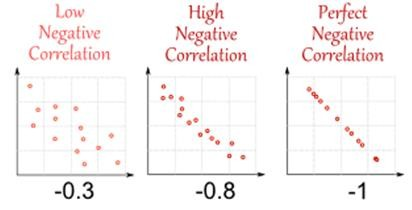 Low
Negative
Correlation
High
Negative
Correlation
Perfect
Negative
Correlation
-0.3
-0.8
-1